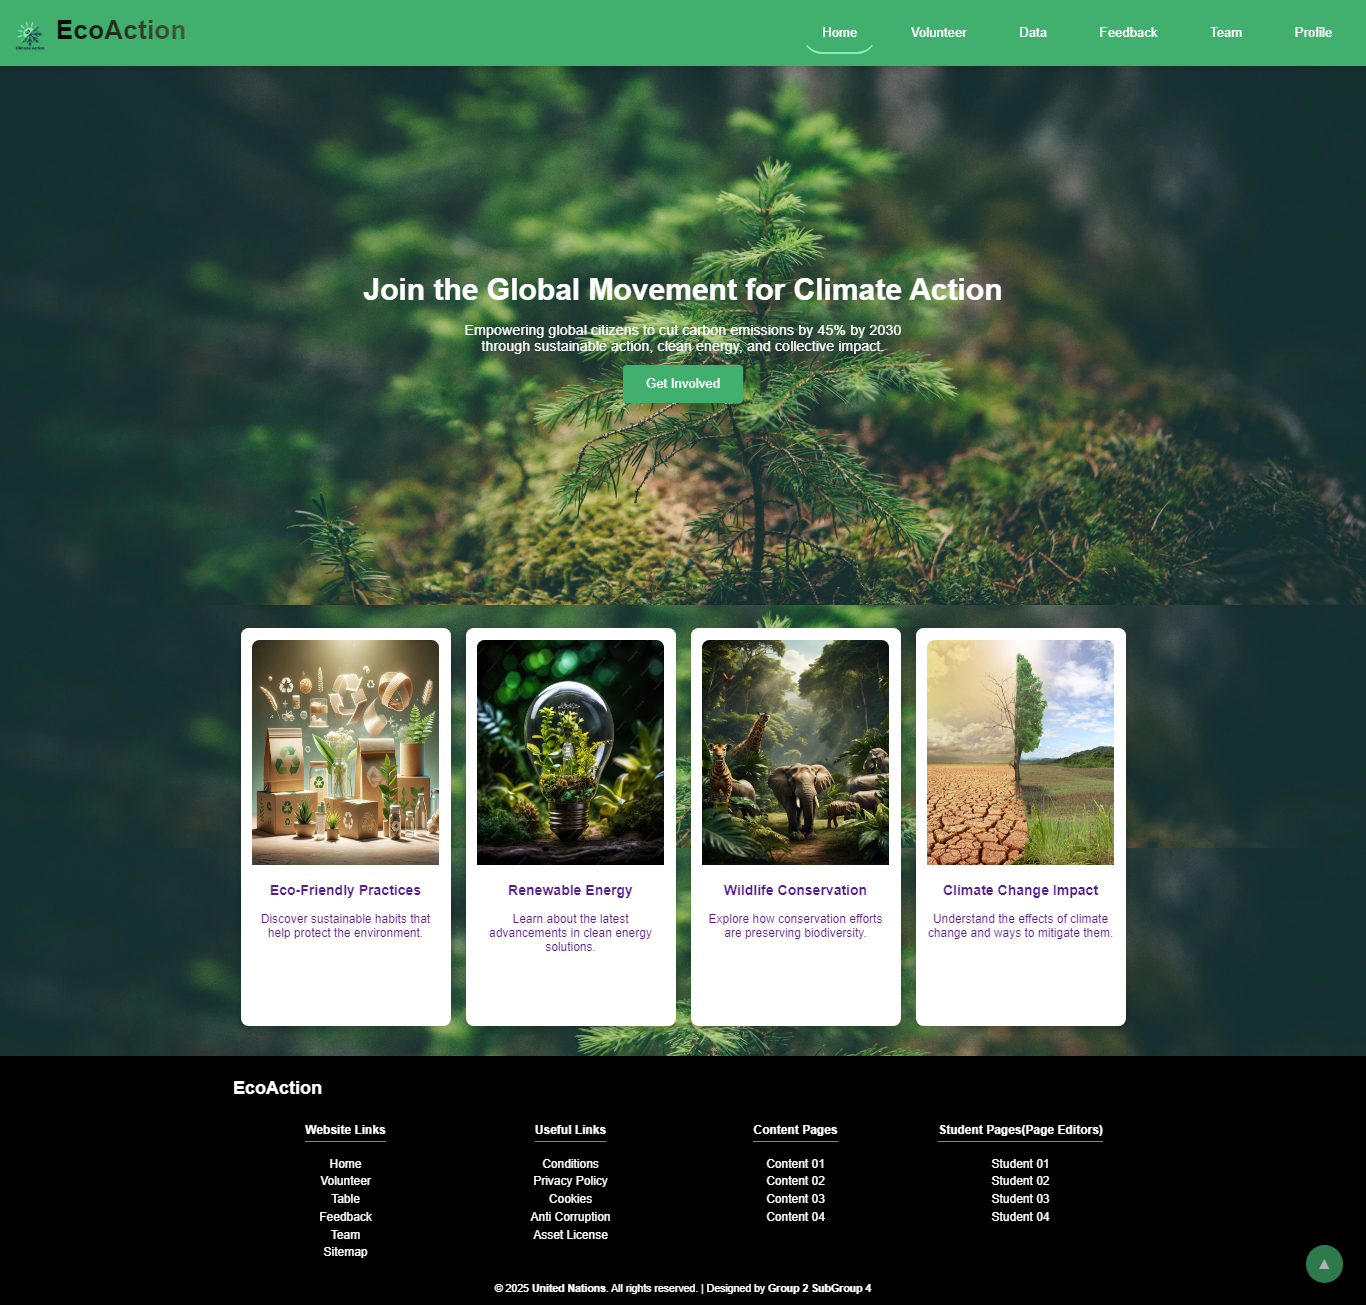 EcoAction
Home Volunteer Data Feedback Team Profile
Join the Global Movement for Climate Action
Empowering global citizens to cut carbon emissions by 45% by 2030
through sustainable action, clean energy, and collective impact.
Get Involved
Eco-Friendly Practices
Discover sustainable habits that
help protect the environment.
Renewable Energy
Learn about the latest
advancements in clean energy
solutions.
Wildlife Conservation
Explore how conservation efforts
are preserving biodiversity.
Climate Change Impact
Understand the effects of climate
change and ways to mitigate them.
EcoAction
Website Links
Home
Volunteer
Table
Feedback
Team
Sitemap
Useful Links
Conditions
Privacy Policy
Cookies
Anti Corruption
Asset License
Content Pages
Content 01
Content 02
Content 03
Content 04
Student Pages(Page Editors)
Student 01
Student 02
Student 03
Student 04
© 2025 United Nations. All rights reserved. | Designed by Group 2 SubGroup 4